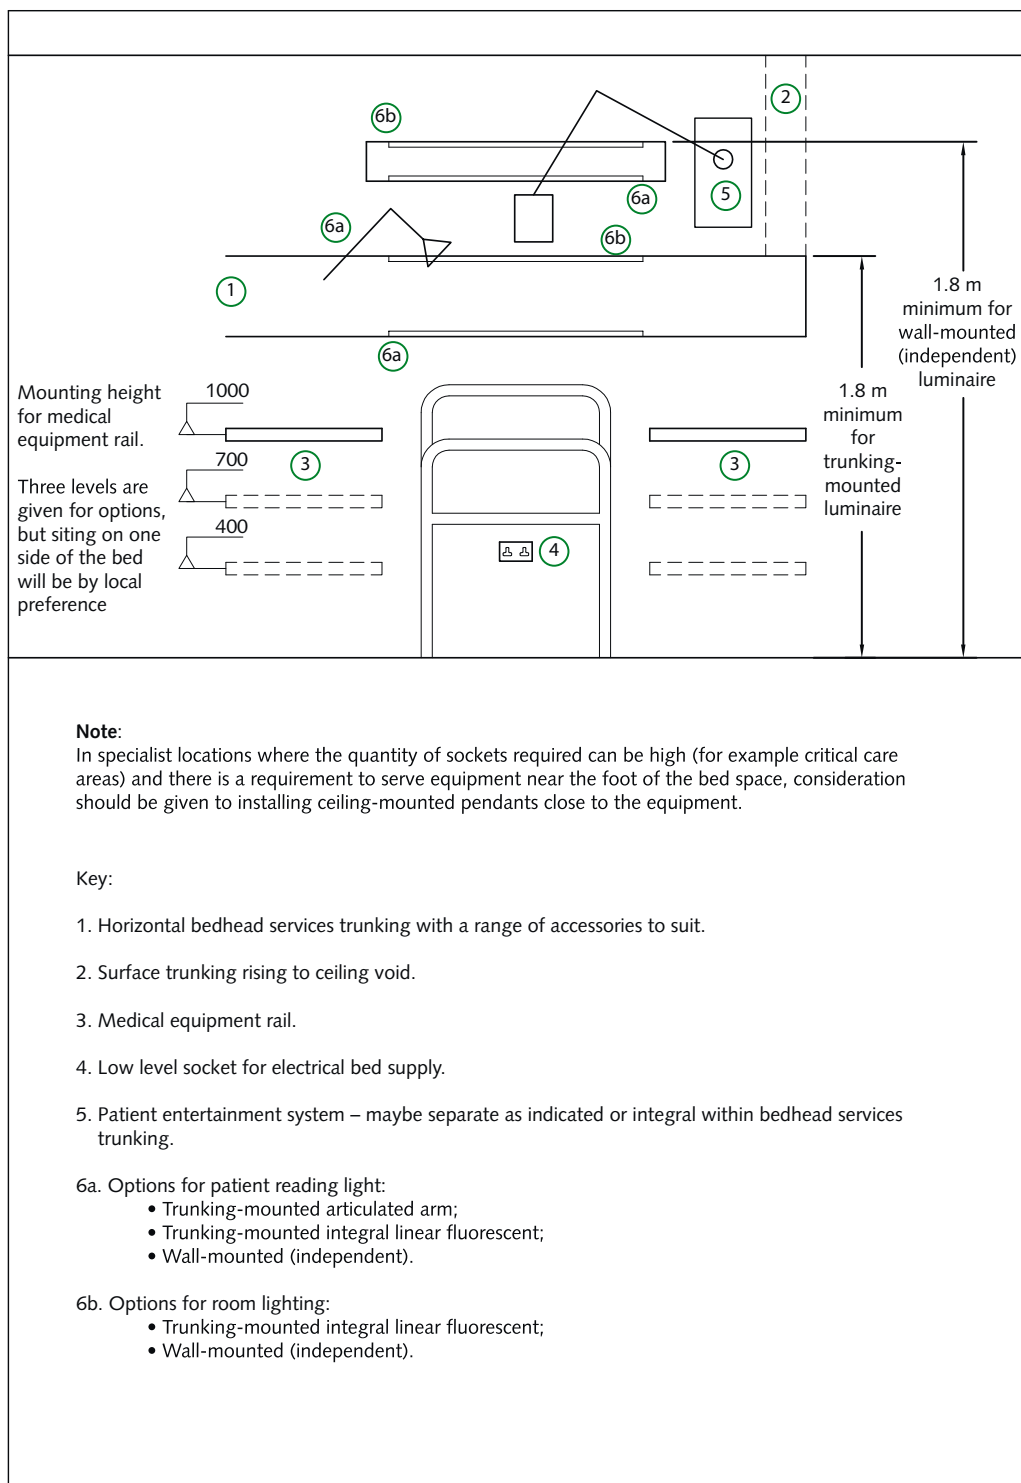 6b
2
5
6a
6a
6b
1
6a
1.8 m
minimum for
wall-mounted
(independent)
luminaire
1.8 m
minimum
for
trunking-
mounted
luminaire
Mounting height
for medical
equipment rail.
1000
3
3
700
Three levels are
given for options,
but siting on one
side of the bed
will be by local
preference
400
4
Note:
In specialist locations where the quantity of sockets required can be high (for example critical care
areas) and there is a requirement to serve equipment near the foot of the bed space, consideration
should be given to installing ceiling-mounted pendants close to the equipment.
Key:
1. Horizontal bedhead services trunking with a range of accessories to suit.
2. Surface trunking rising to ceiling void.
3. Medical equipment rail.
4. Low level socket for electrical bed supply.
5. Patient entertainment system – maybe separate as indicated or integral within bedhead services
trunking.
6a. Options for patient reading light:
• Trunking-mounted articulated arm;
• Trunking-mounted integral linear fluorescent;
• Wall-mounted (independent).
6b. Options for room lighting:
• Trunking-mounted integral linear fluorescent;
• Wall-mounted (independent).